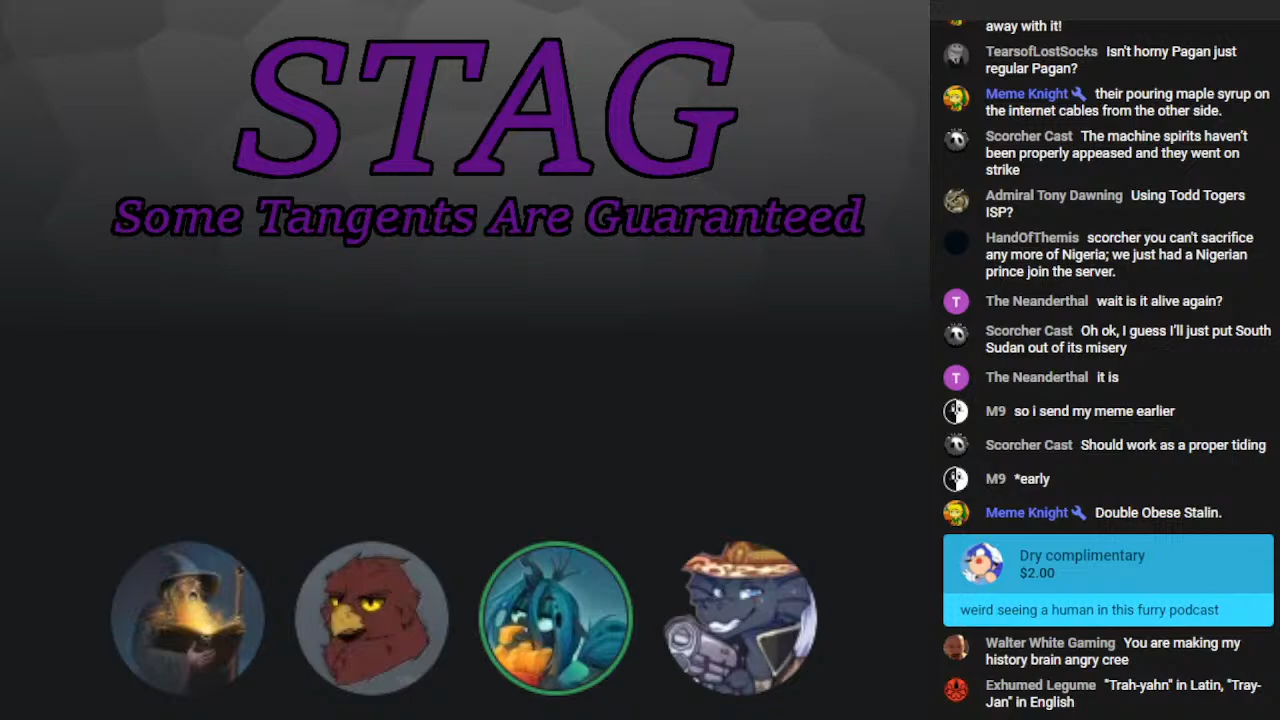 STAG
Some Tangents Are Guaranteed
away with it!
TearsofLostSocks Isn't horny Pagan just
regular Pagan?
Meme Knight their pouring maple syrup on
the internet cables from the other side.
Scorcher Cast The machine spirits haven't
been properly appeased and they went on
strike
Admiral Tony Dawning Using Todd Togers
ISP?
HandOfThemis scorcher you can't sacrifice
any more of Nigeria; we just had a Nigerian
prince join the server.
T The Neanderthal wait is it alive again?
Scorcher Cast Oh ok, I guess I'll just put South
Sudan out of its misery
T The Neanderthal it is
M9 so i send my meme earlier
Scorcher Cast Should work as a proper tiding
M9 *early
Meme Knight Double Obese Stalin.
Dry complimentary
$2.00
weird seeing a human in this furry podcast
Walter White Gaming You are making my
history brain angry cree
Exhumed Legume "Trah-yahn" in Latin, "Tray-
Jan" in English